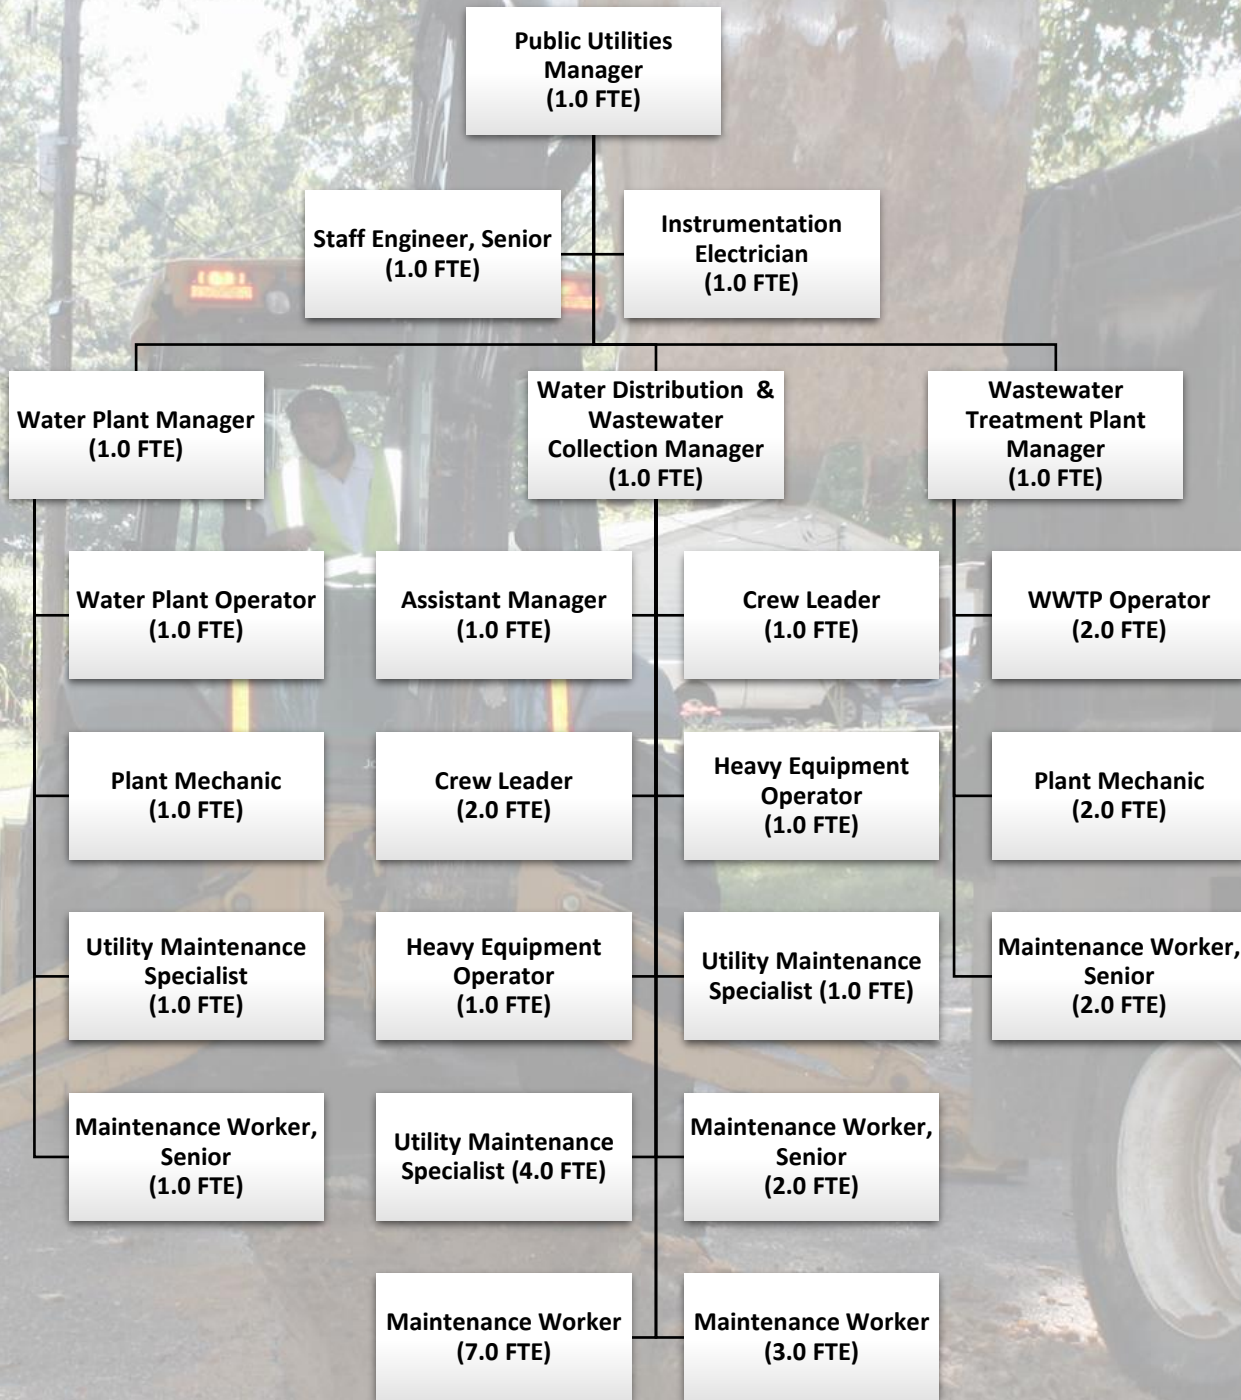 Public Utilities
Manager
(1.0 FTE)
Staff Engineer, Senior
(1.0 FTE)
Instrumentation
Electrician
(1.0 FTE)
Water Plant Manager
(1.0 FTE)
Water Distribution & 
Wastewater
Collection Manager
(1.0 FTE)
Wastewater
Treatment Plant
Manager
(1.0 FTE)
Water Plant Operator
(1.0 FTE)
Assistant Manager
(1.0 FTE)
Crew Leader
(1.0 FTE)
WWTP Operator
(2.0 FTE)
Plant Mechanic
(1.0 FTE)
Crew Leader
(2.0 FTE)
Heavy Equipment
Operator
(1.0 FTE)
Plant Mechanic
(2.0 FTE)
Utility Maintenance
Specialist
(1.0 FTE)
Heavy Equipment
Operator
(1.0 FTE)
Utility Maintenance
Specialist (1.0 FTE)
Maintenance Worker,
Senior
(2.0 FTE)
Maintenance Worker,
Senior
(1.0 FTE)
Utility Maintenance
Specialist (4.0 FTE)
Maintenance Worker,
Senior
(2.0 FTE)
Maintenance Worker
(7.0 FTE)
Maintenance Worker
(3.0 FTE)